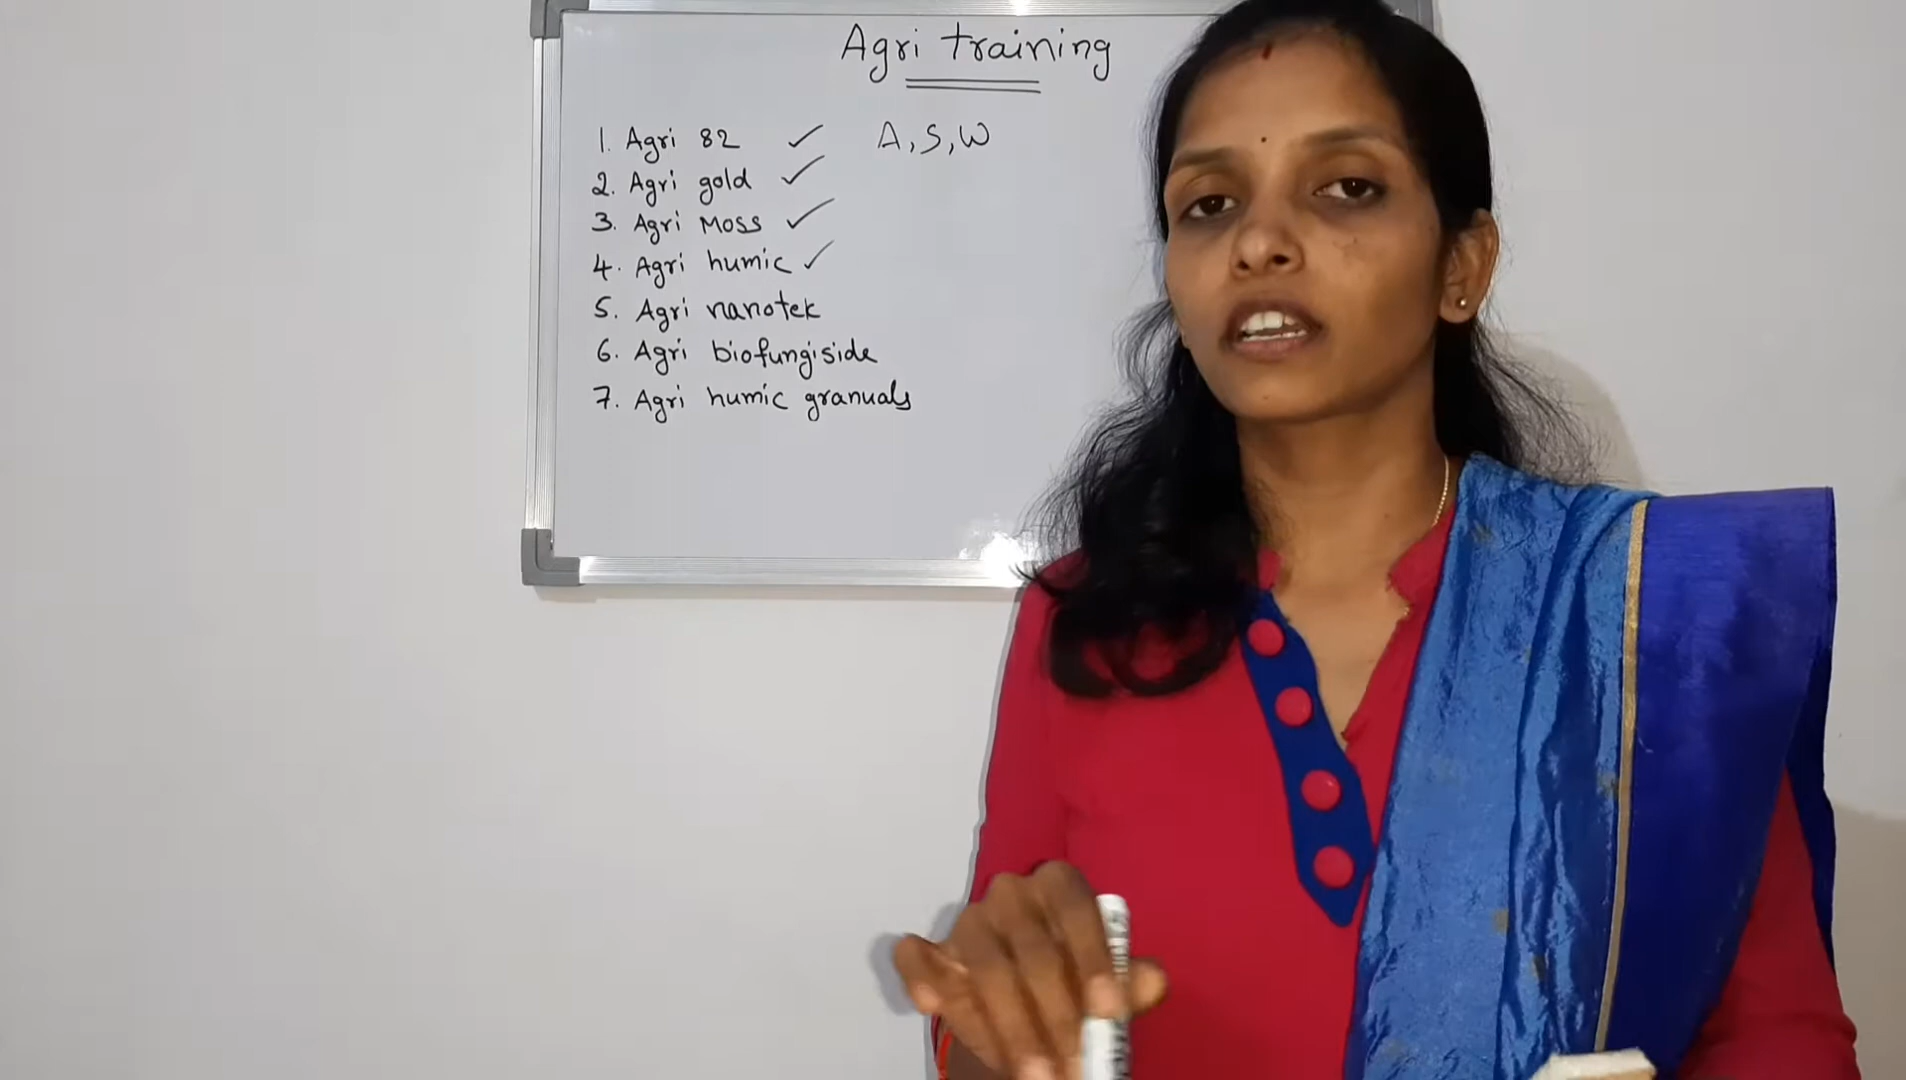 Agri training
1. Agri 82 ✓ A, S, W
2. Agri gold ✓
3. Agri Moss ✓
4. Agri humic ✓
5. Agri nanotek
6. Agri biofungiside
7. Agri humic granuals